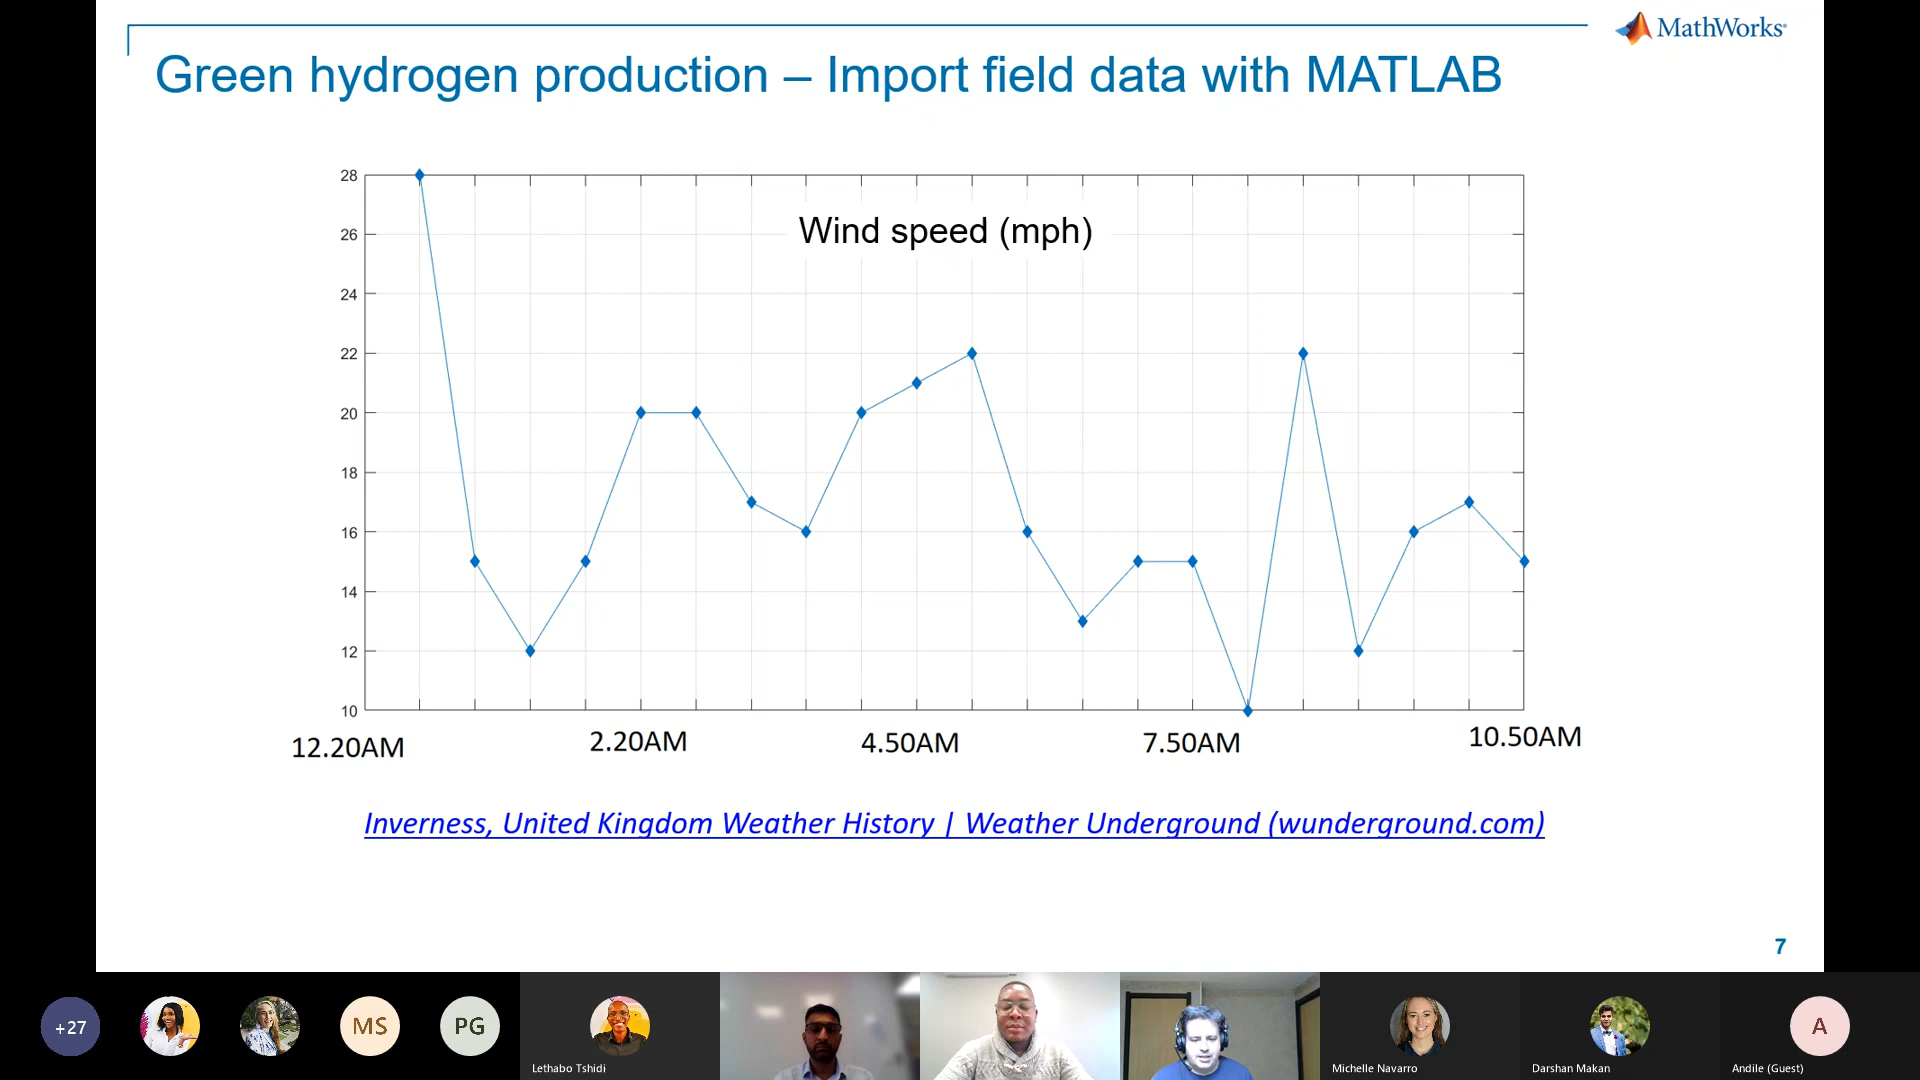 MathWorks®
Green hydrogen production – Import field data with MATLAB
Wind speed (mph)
28
26
24
22
20
18
16
14
12
10
12.20AM
2.20AM
4.50AM
7.50AM
10.50AM
Inverness, United Kingdom Weather History | Weather Underground (wunderground.com)
7
+27
MS
PG
Lethabo Tshidi
Michelle Navarro
Darshan Makan
A
Andile (Guest)